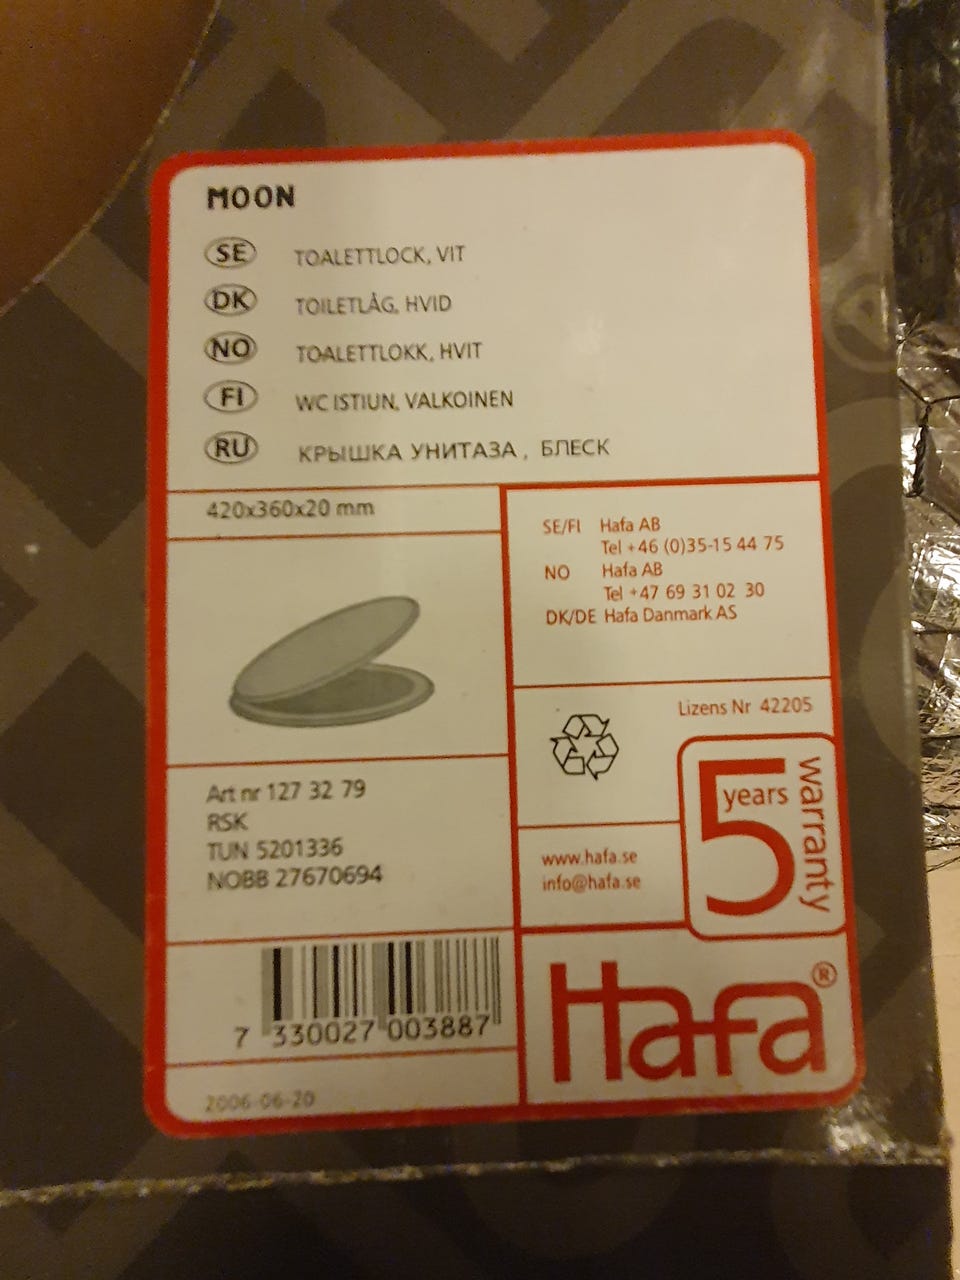 MOON
SE TOALETTLOCK, VIT
DK TOILETLÅG, HVID
NO TOALETTLOKK, HVIT
FI WC ISTIUN, VALKOINEN
RU КРЫШКА УНИТАЗА, БЛЕСК
420x360x20 mm
SE/FI Hafa AB
Tel +46 (0)35-15 44 75
NO Hafa AB
Tel +47 69 31 02 30
DK/DE Hafa Danmark AS
Lizens Nr 42205
5 years warranty
Art nr 127 32 79
RSK
TUN 5201336
NOBB 27670694
www.hafa.se
info@hafa.se
7 330027 003887
Hafa®
2006-06-20